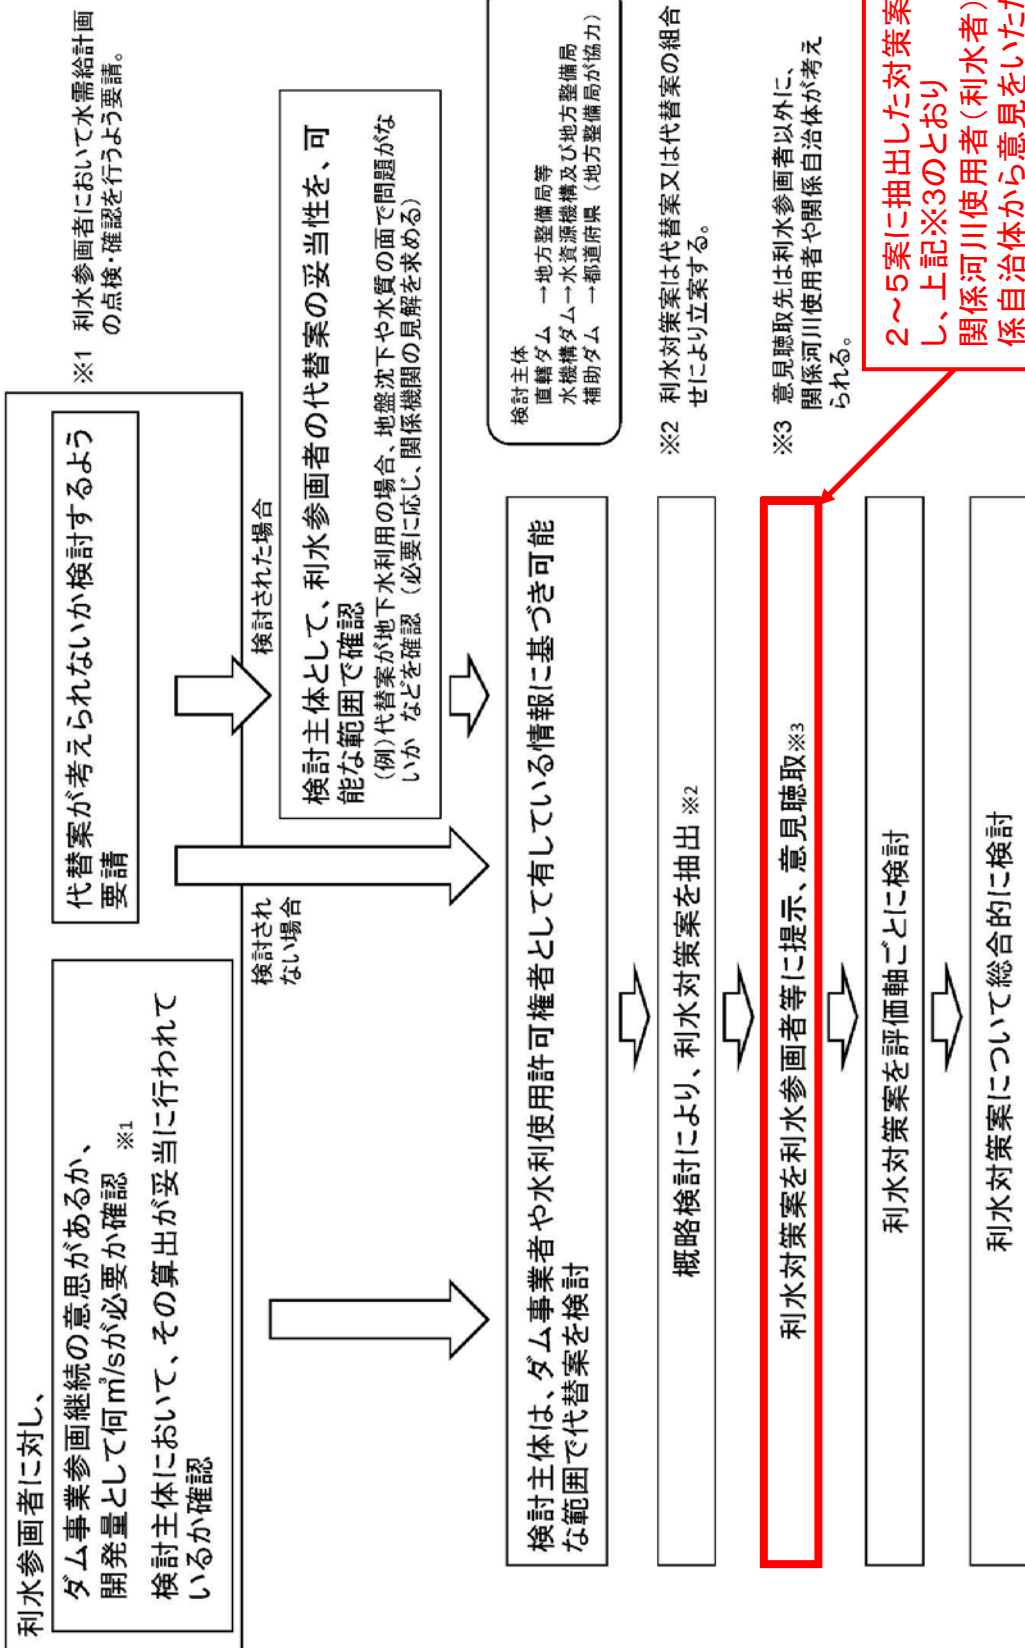 利水参画者に対し、
ダム事業参画継続の意思があるか、
開発量として何m³/sが必要か確認 ※1
検討主体において、その算出が妥当に行われて
いるか確認
代替案が考えられないか検討するよう
要請
※1 利水参画者において水需給計画
の点検・確認を行うよう要請。
検討され
ない場合
検討された場合
検討主体として、利水参画者の代替案の妥当性を、可
能な範囲で確認
(例)代替案が地下水利用の場合、地盤沈下や水質の面で問題がな
いか などを確認 (必要に応じ、関係機関の見解を求める)
検討主体
直轄ダム →地方整備局等
水機構ダム→水資源機構及び地方整備局
補助ダム →都道府県(地方整備局が協力)
検討主体は、ダム事業者や水利使用許可権者として有している情報に基づき可能
な範囲で代替案を検討
概略検討により、利水対策案を抽出 ※2
※2 利水対策案は代替案又は代替案の組合
せにより立案する。
利水対策案を利水参画者等に提示、意見聴取※3
※3 意見聴取先は利水参画者以外に、
関係河川使用者や関係自治体が考え
られる。
2~5案に抽出した対策案
し、上記※3のとおり
関係河川使用者(利水者)
係自治体から意見をいただ
利水対策案を評価軸ごとに検討
利水対策案について総合的に検討